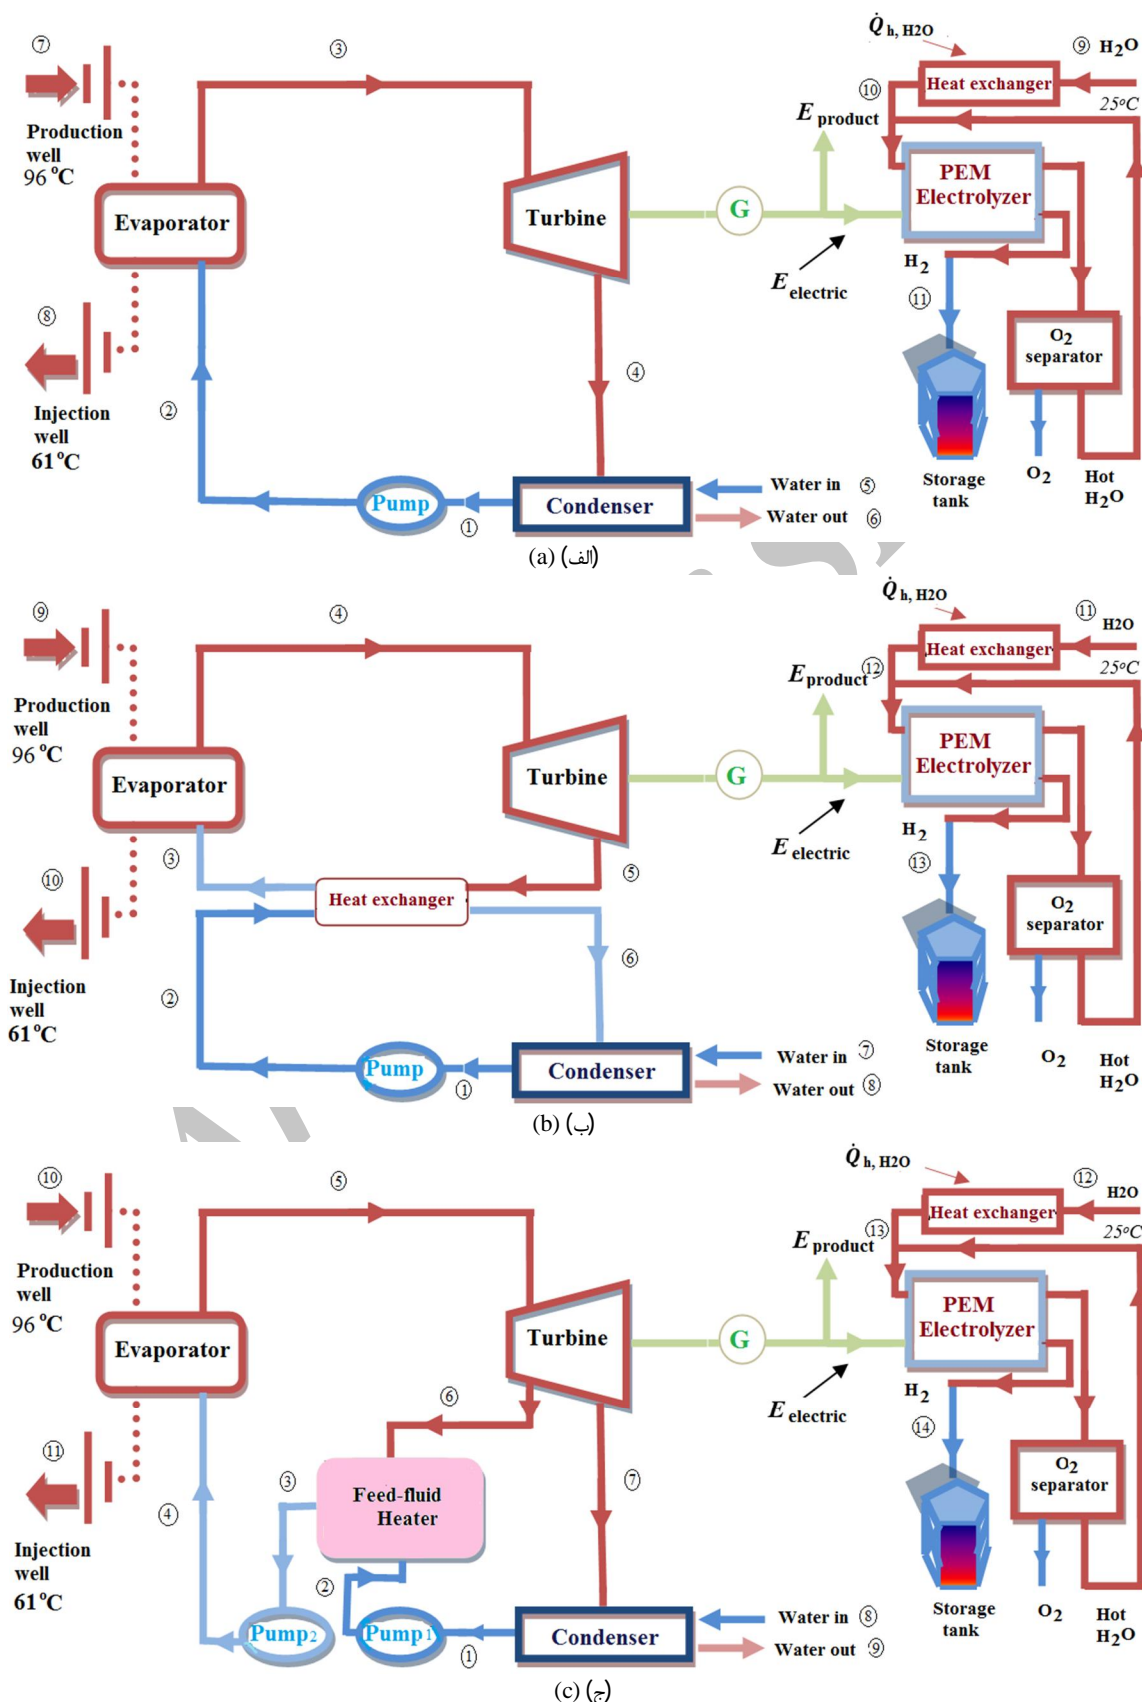 ⑦
③
Q̇h, H2O
⑨ H2O
Heat exchanger
25°C
⑩
Production
well
96 °C
E product
PEM
Electrolyzer
Evaporator
Turbine
G
E electric
H2
⑪
⑧
O2
separator
④
Injection
well
61°C
②
Storage
tank
O2
Hot
H2O
Pump
①
Condenser
Water in ⑤
Water out ⑥
(a) (الف)
⑨
④
Q̇h, H2O
⑪
H2O
Heat exchanger
25°C
⑫
Production
well
96 °C
E product
PEM
Electrolyzer
Evaporator
Turbine
G
E electric
H2
⑬
③
⑤
⑩
Heat exchanger
O2
separator
⑥
Injection
well
61°C
②
Storage
tank
O2
Hot
H2O
Pump
①
Condenser
Water in ⑦
Water out ⑧
(b) (ب)
⑩
⑤
Q̇h, H2O
⑫
H2O
Heat exchanger
25°C
⑬
Production
well
96 °C
E product
PEM
Electrolyzer
Evaporator
Turbine
G
E electric
H2
⑭
⑥
⑪
③
Feed-fluid
Heater
⑦
O2
separator
④
Injection
well
61°C
②
Storage
tank
O2
Hot
H2O
Pump2
Pump1
①
Condenser
Water in ⑧
Water out ⑨
(c) (ج)